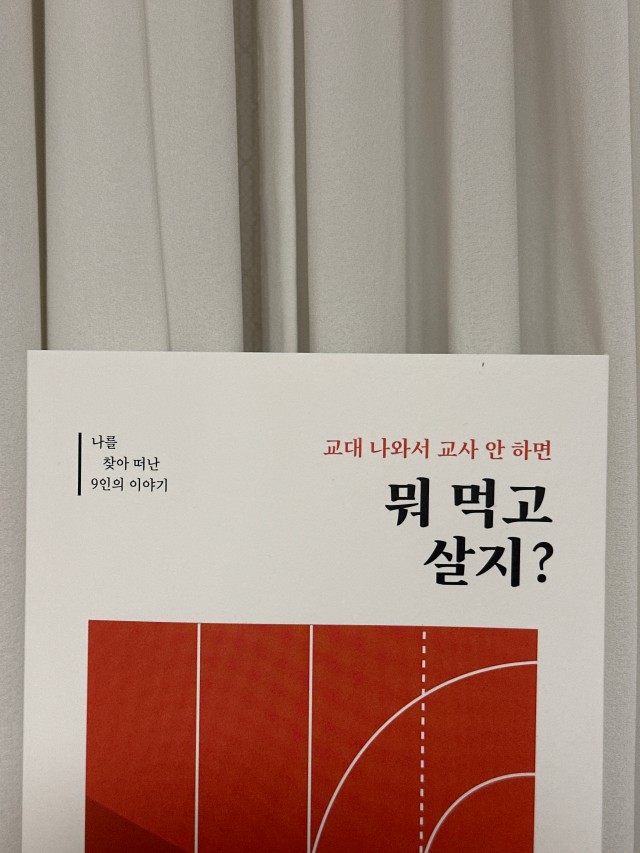 나를
찾아 떠난
9인의 이야기
교대 나와서 교사 안 하면
뭐 먹고
살지?